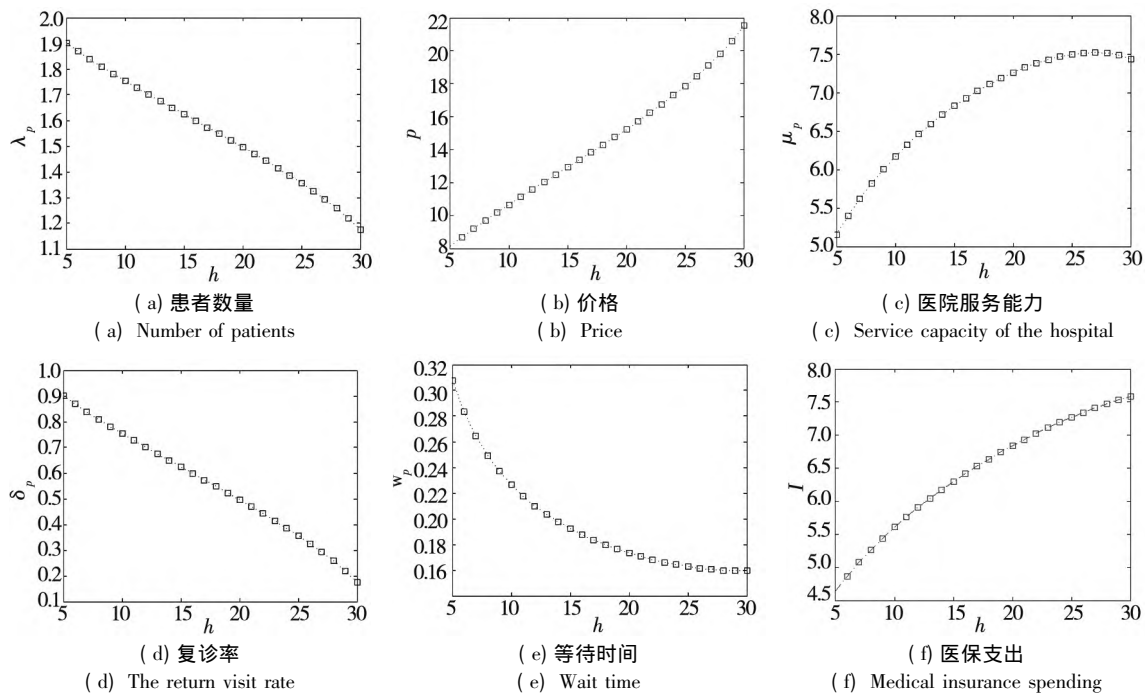 2.0
1.9
1.8
1.7
1.6
1.5
1.4
1.3
1.2
1.1
λp
5 10 15 20 25 30
h
( a) 患者数量
( a) Number of patients
22
20
18
16
14
12
10
8
p
5 10 15 20 25 30
h
( b) 价格
( b) Price
8.0
7.5
7.0
6.5
6.0
5.5
5.0
μp
5 10 15 20 25 30
h
( c) 医院服务能力
( c) Service capacity of the hospital
1.0
0.9
0.8
0.7
0.6
0.5
0.4
0.3
0.2
0.1
δp
5 10 15 20 25 30
h
( d) 复诊率
( d) The return visit rate
0.32
0.30
0.28
0.26
0.24
0.22
0.20
0.18
0.16
wp
5 10 15 20 25 30
h
( e) 等待时间
( e) Wait time
8.0
7.5
7.0
6.5
6.0
5.5
5.0
4.5
I
5 10 15 20 25 30
h
( f) 医保支出
( f) Medical insurance spending